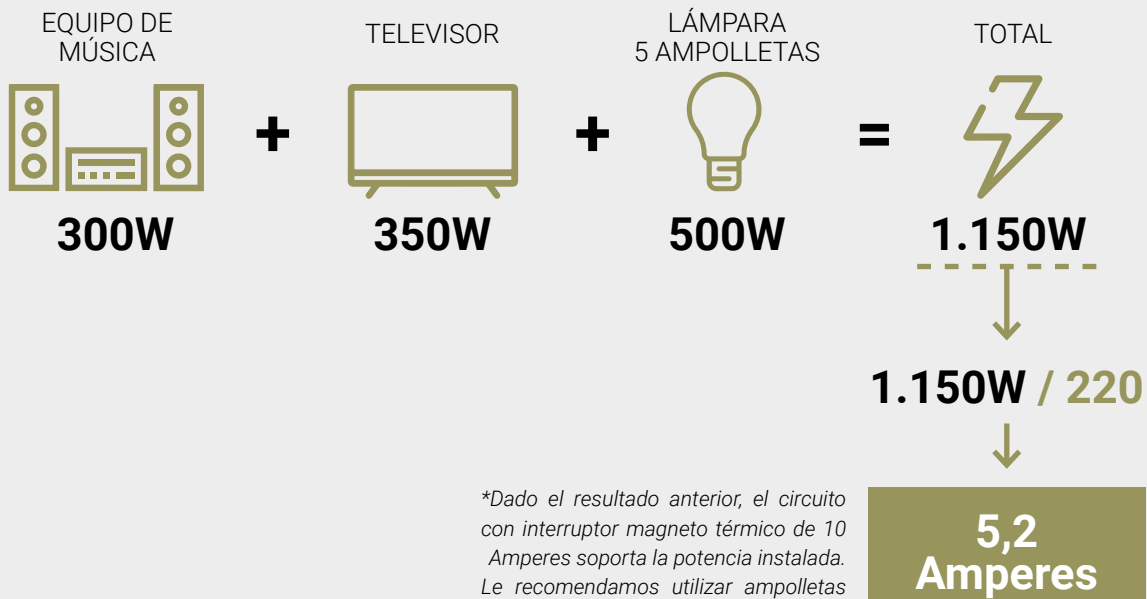 EQUIPO DE
MÚSICA
TELEVISOR
LÁMPARA
5 AMPOLLETAS
TOTAL
+
+
=
300W
350W
500W
1.150W
1.150W / 220
*Dado el resultado anterior, el circuito
con interruptor magneto térmico de 10
Amperes soporta la potencia instalada.
Le recomendamos utilizar ampolletas
5,2
Amperes